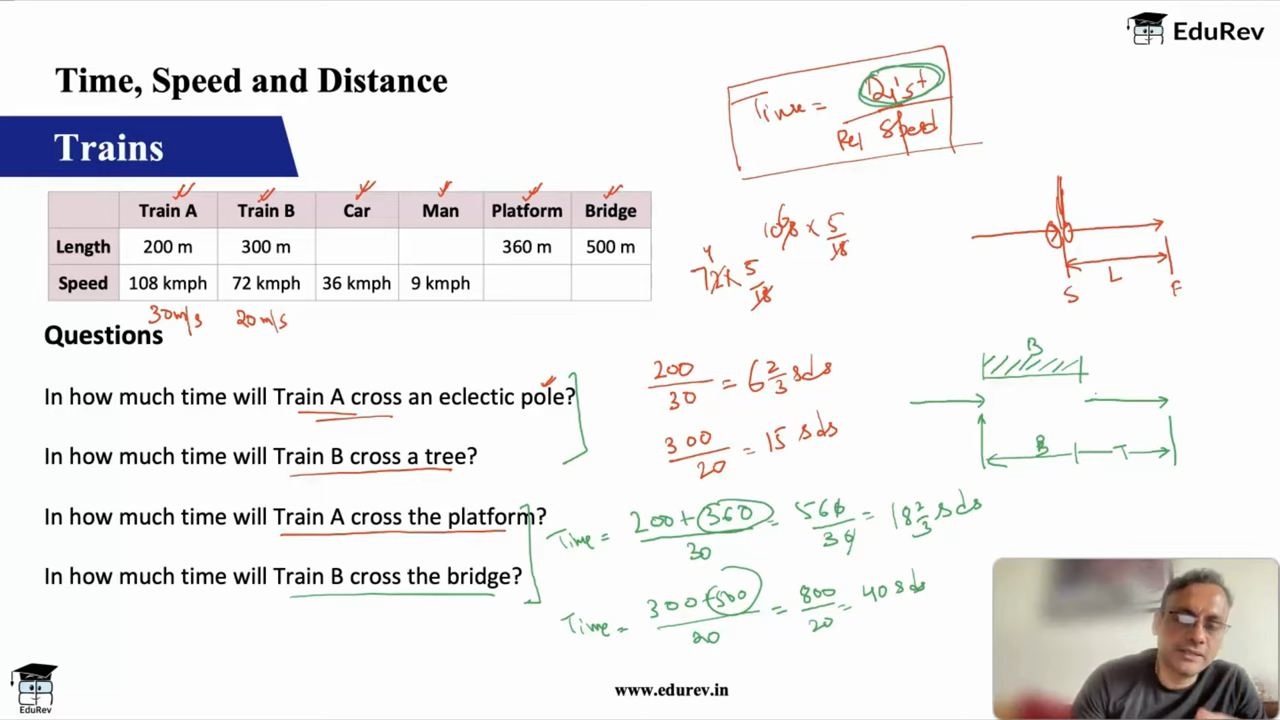 EduRev
Time, Speed and Distance
Trains
Time = Dist / Rel Speed
Train A Train B Car Man Platform Bridge
Length 200 m 300 m 360 m 500 m
Speed 108 kmph 72 kmph 36 kmph 9 kmph
30 m/s 20 m/s
108 × 5/18
4
72 × 5/18
6
S L F
Questions
In how much time will Train A cross an eclectic pole?
200/30 = 6 2/3 sds
In how much time will Train B cross a tree?
300/20 = 15 sds
B
B T
In how much time will Train A cross the platform?
Time = 200+360/30 = 560/30 = 18 2/3 sds
In how much time will Train B cross the bridge?
Time = 300+500/20 = 800/20 = 40 sds
EduRev
www.edurev.in